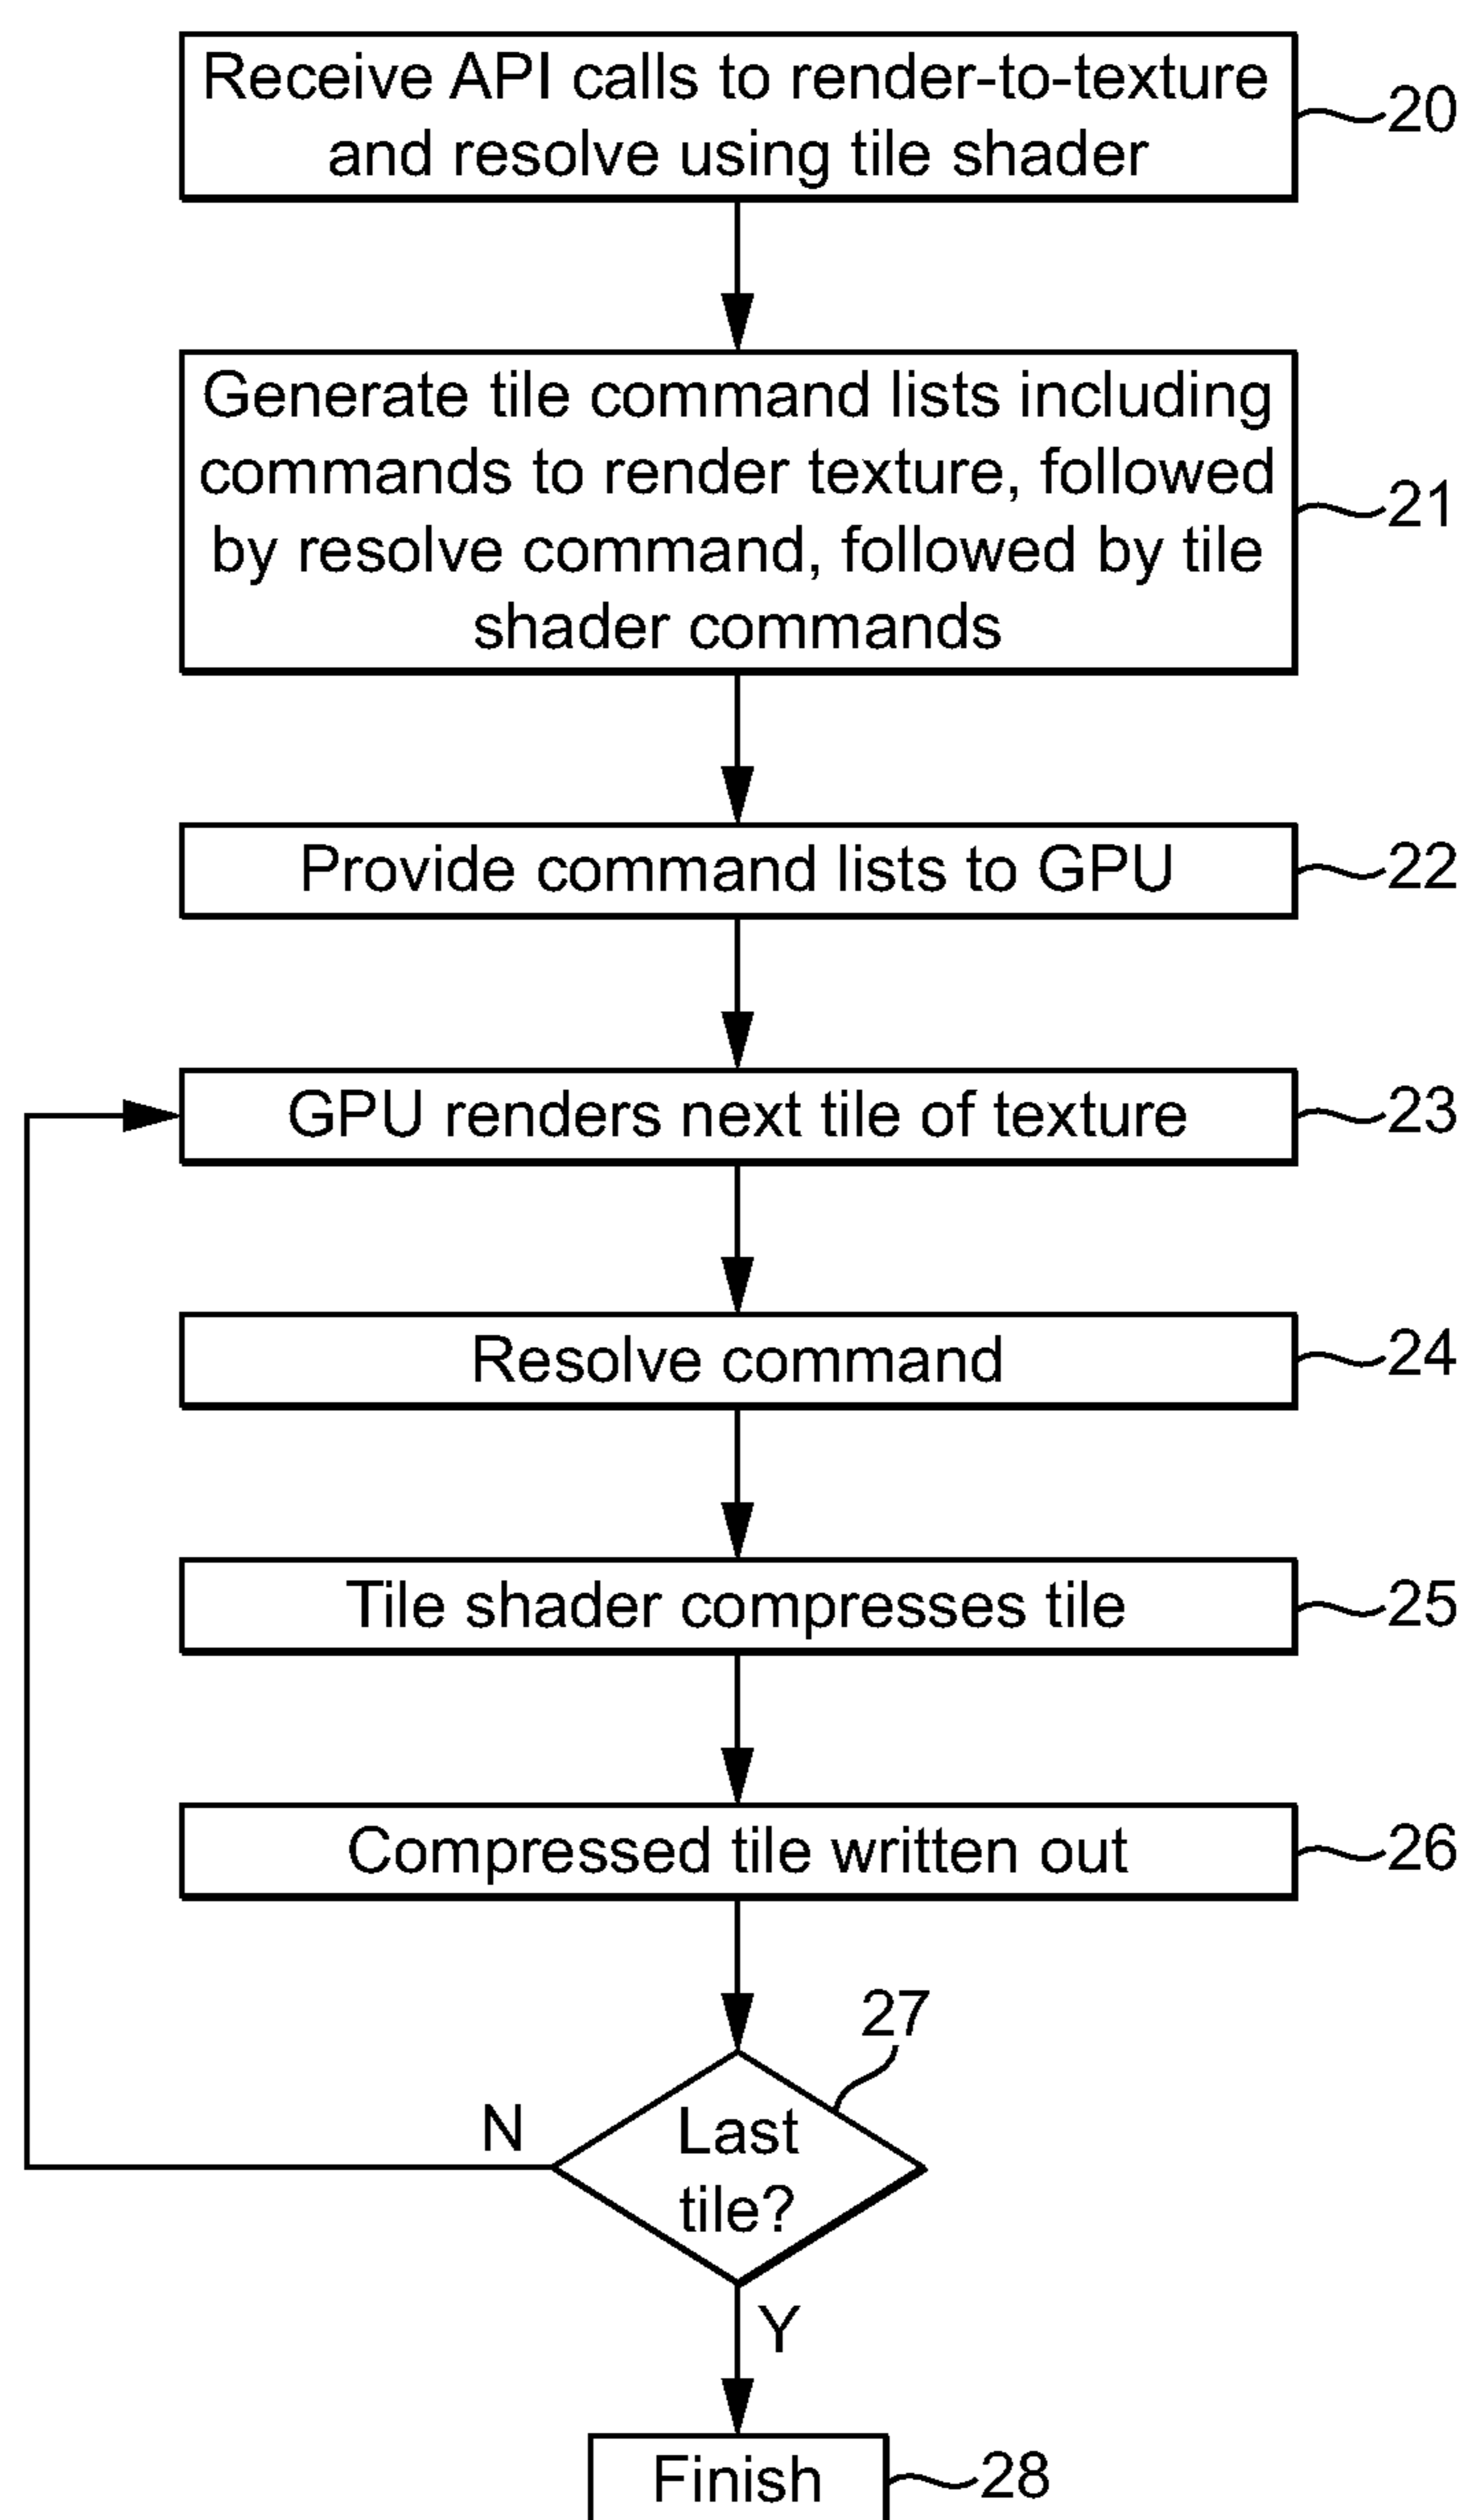 Receive API calls to render-to-texture
and resolve using tile shader
20
Generate tile command lists including
commands to render texture, followed
by resolve command, followed by tile
shader commands
21
Provide command lists to GPU
22
GPU renders next tile of texture
23
Resolve command
24
Tile shader compresses tile
25
Compressed tile written out
26
27
N
Last
tile?
Y
Finish
28